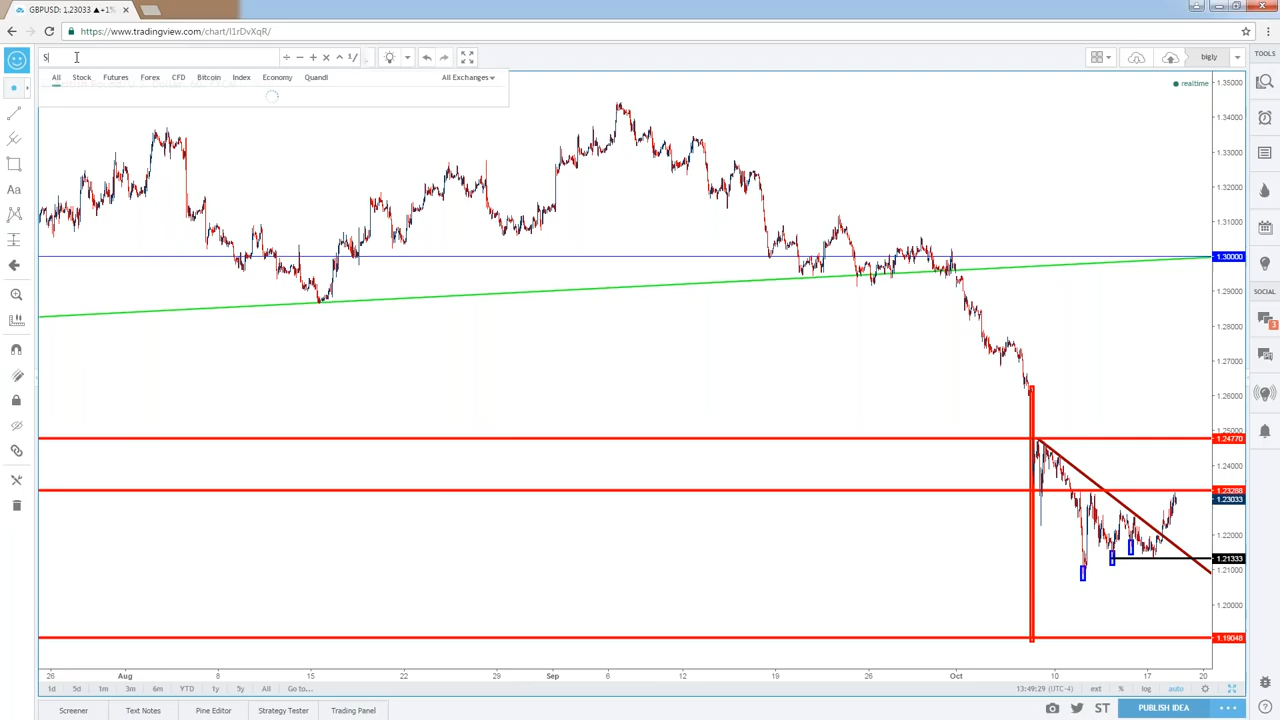 GBPUSD: 1.23033 ▲+1%
https://www.tradingview.com/chart/I1rDvXqR/
S
bigly
TOOLS
All Stock Futures Forex CFD Bitcoin Index Economy Quandl All Exchanges
realtime
1.35000
1.34000
1.33000
1.32000
1.31000
1.30000
1.29000
1.28000
1.27000
1.26000
1.25000
1.24770
1.24000
1.23288
1.23033
1.22000
1.21333
1.21000
1.20000
1.19048
Aa
SOCIAL
3
26 Aug 8 15 22 Sep 6 12 19 26 Oct 10 17 20
1d 5d 1m 3m 6m YTD 1y 5y All Go to... 13:49:29 (UTC-4) ext % log auto
Screener Text Notes Pine Editor Strategy Tester Trading Panel ST PUBLISH IDEA